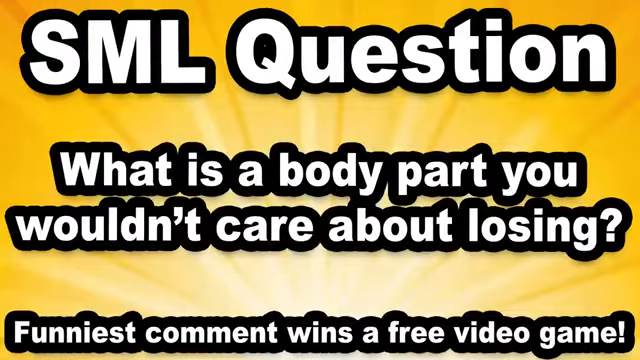 SML Question
What is a body part you
wouldn’t care about losing?
Funniest comment wins a free video game!